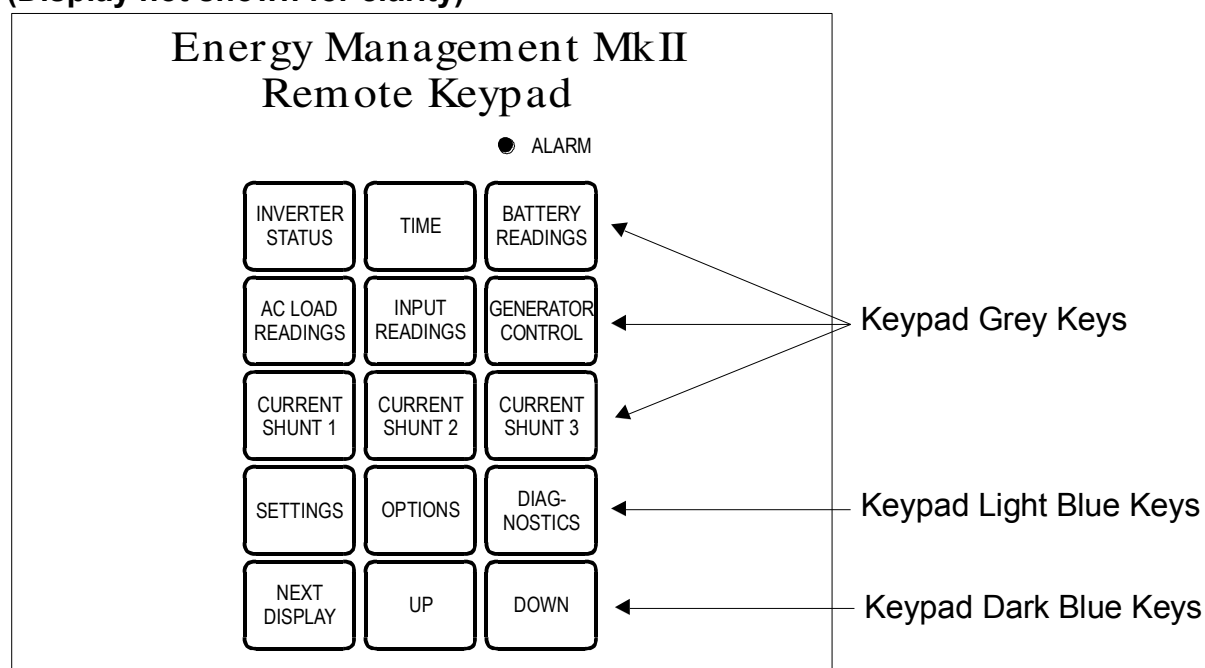 (Display not shown for clarity)
Energy Management MkII
Remote Keypad
ALARM
INVERTER
STATUS
TIME
BATTERY
READINGS
AC LOAD
READINGS
INPUT
READINGS
GENERATOR
CONTROL
Keypad Grey Keys
CURRENT
SHUNT 1
CURRENT
SHUNT 2
CURRENT
SHUNT 3
SETTINGS
OPTIONS
DIAG-
NOSTICS
Keypad Light Blue Keys
NEXT
DISPLAY
UP
DOWN
Keypad Dark Blue Keys